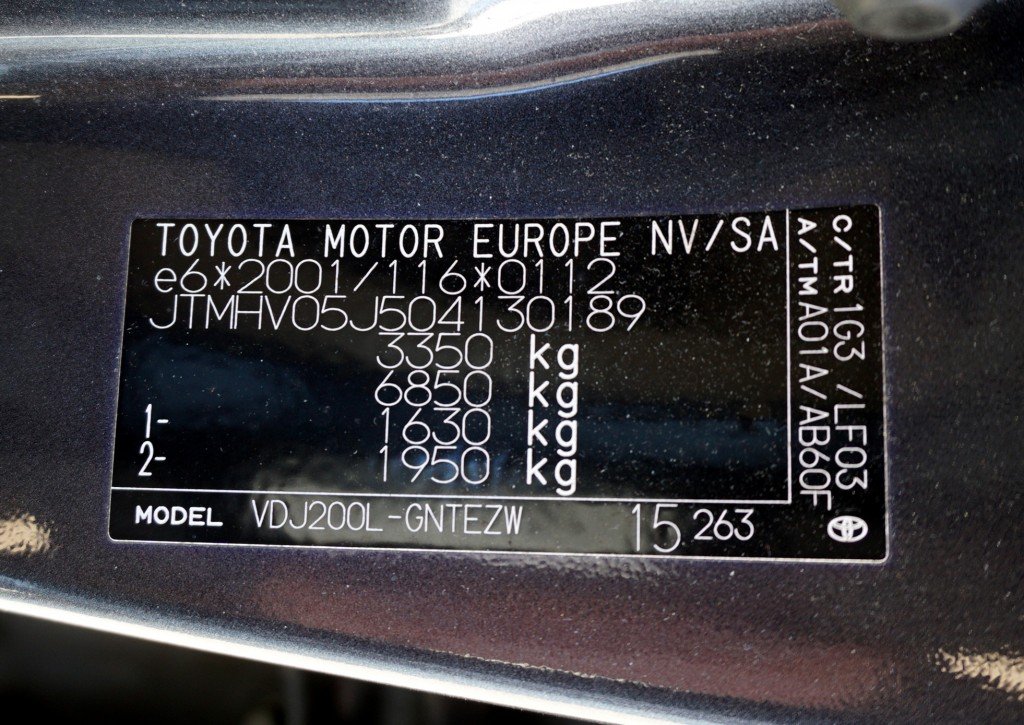 TOYOTA MOTOR EUROPE NV/SA
e6*2001/116*0112
JTMHV05J504130189
3350 kg
6850 kg
1- 1630 kg
2- 1950 kg
MODEL VDJ200L-GNTEZW 15 263
C/TR 1G3 /LF03
A/TM A01A/AB60F